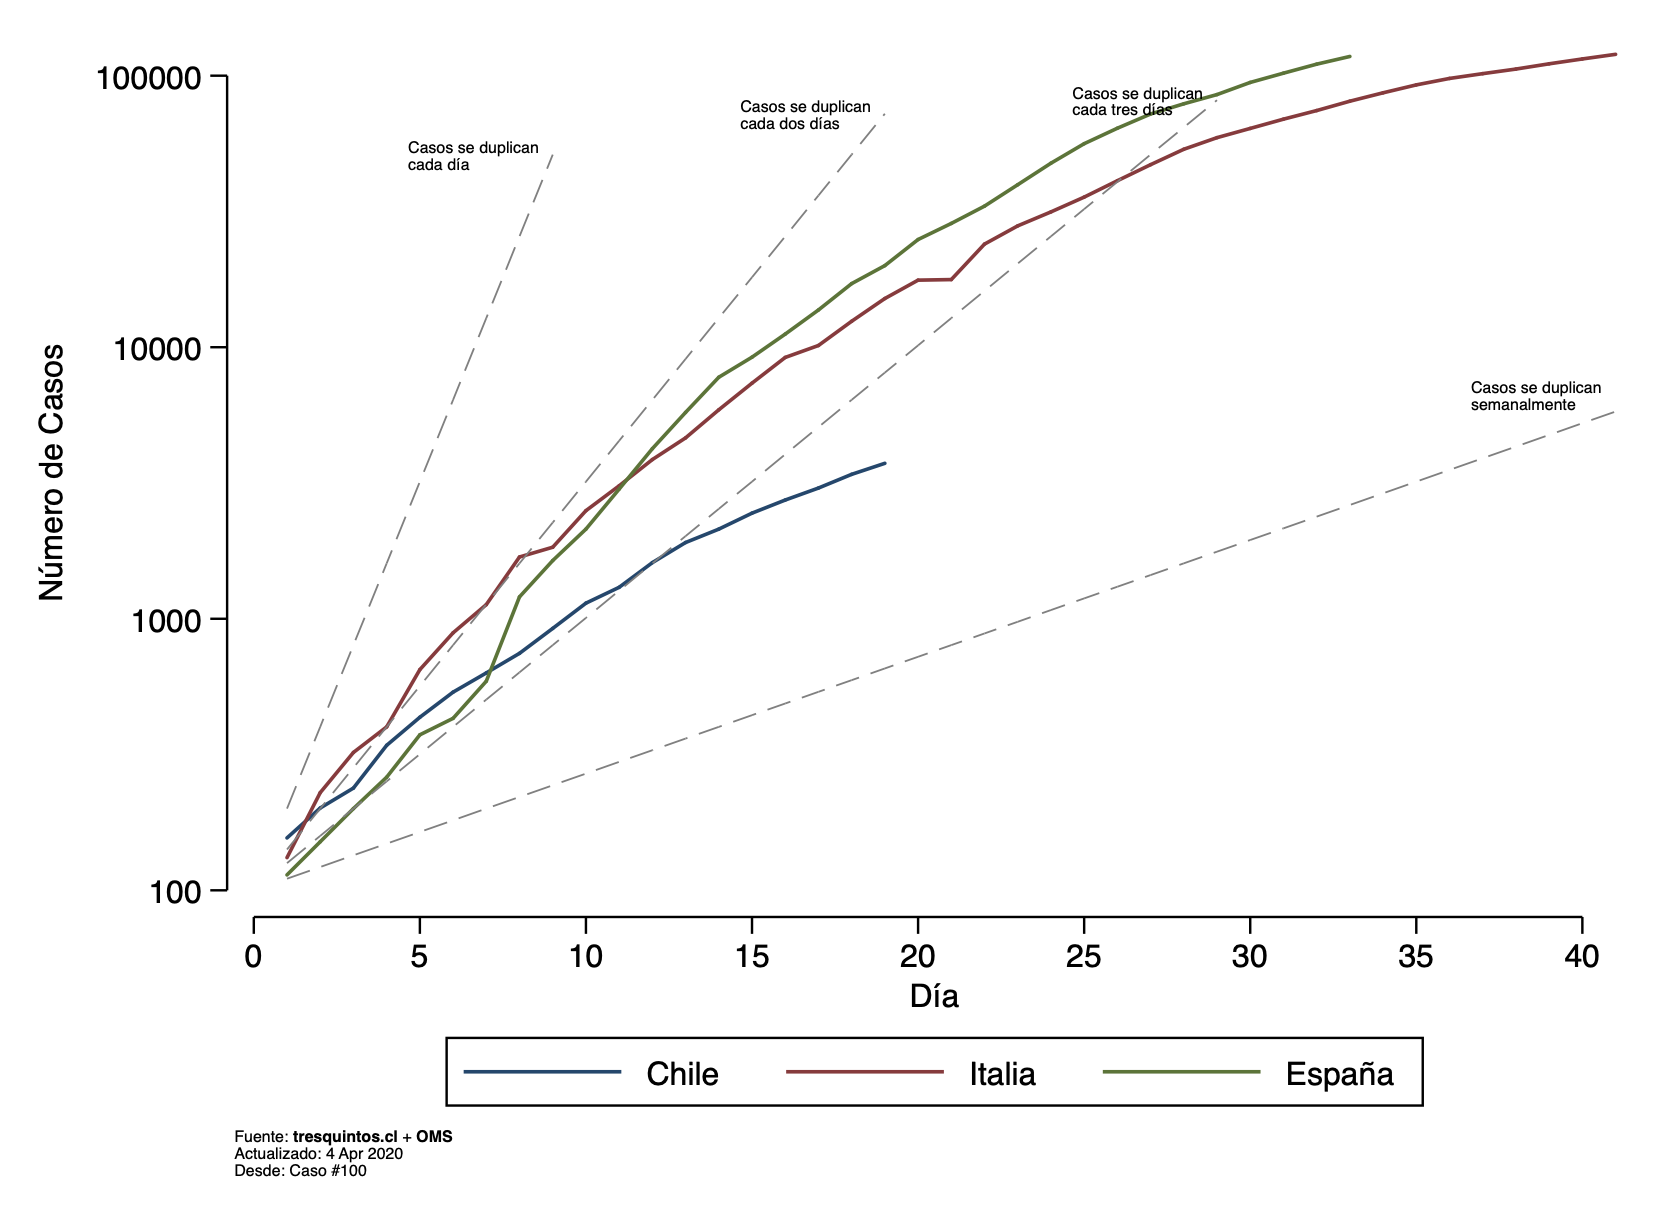 100000
10000
1000
100
Número de Casos
Casos se duplican
cada día
Casos se duplican
cada dos días
Casos se duplican
cada tres días
Casos se duplican
semanalmente
0 5 10 15 20 25 30 35 40
Día
Chile Italia España
Fuente: tresquintos.cl + OMS
Actualizado: 4 Apr 2020
Desde: Caso #100